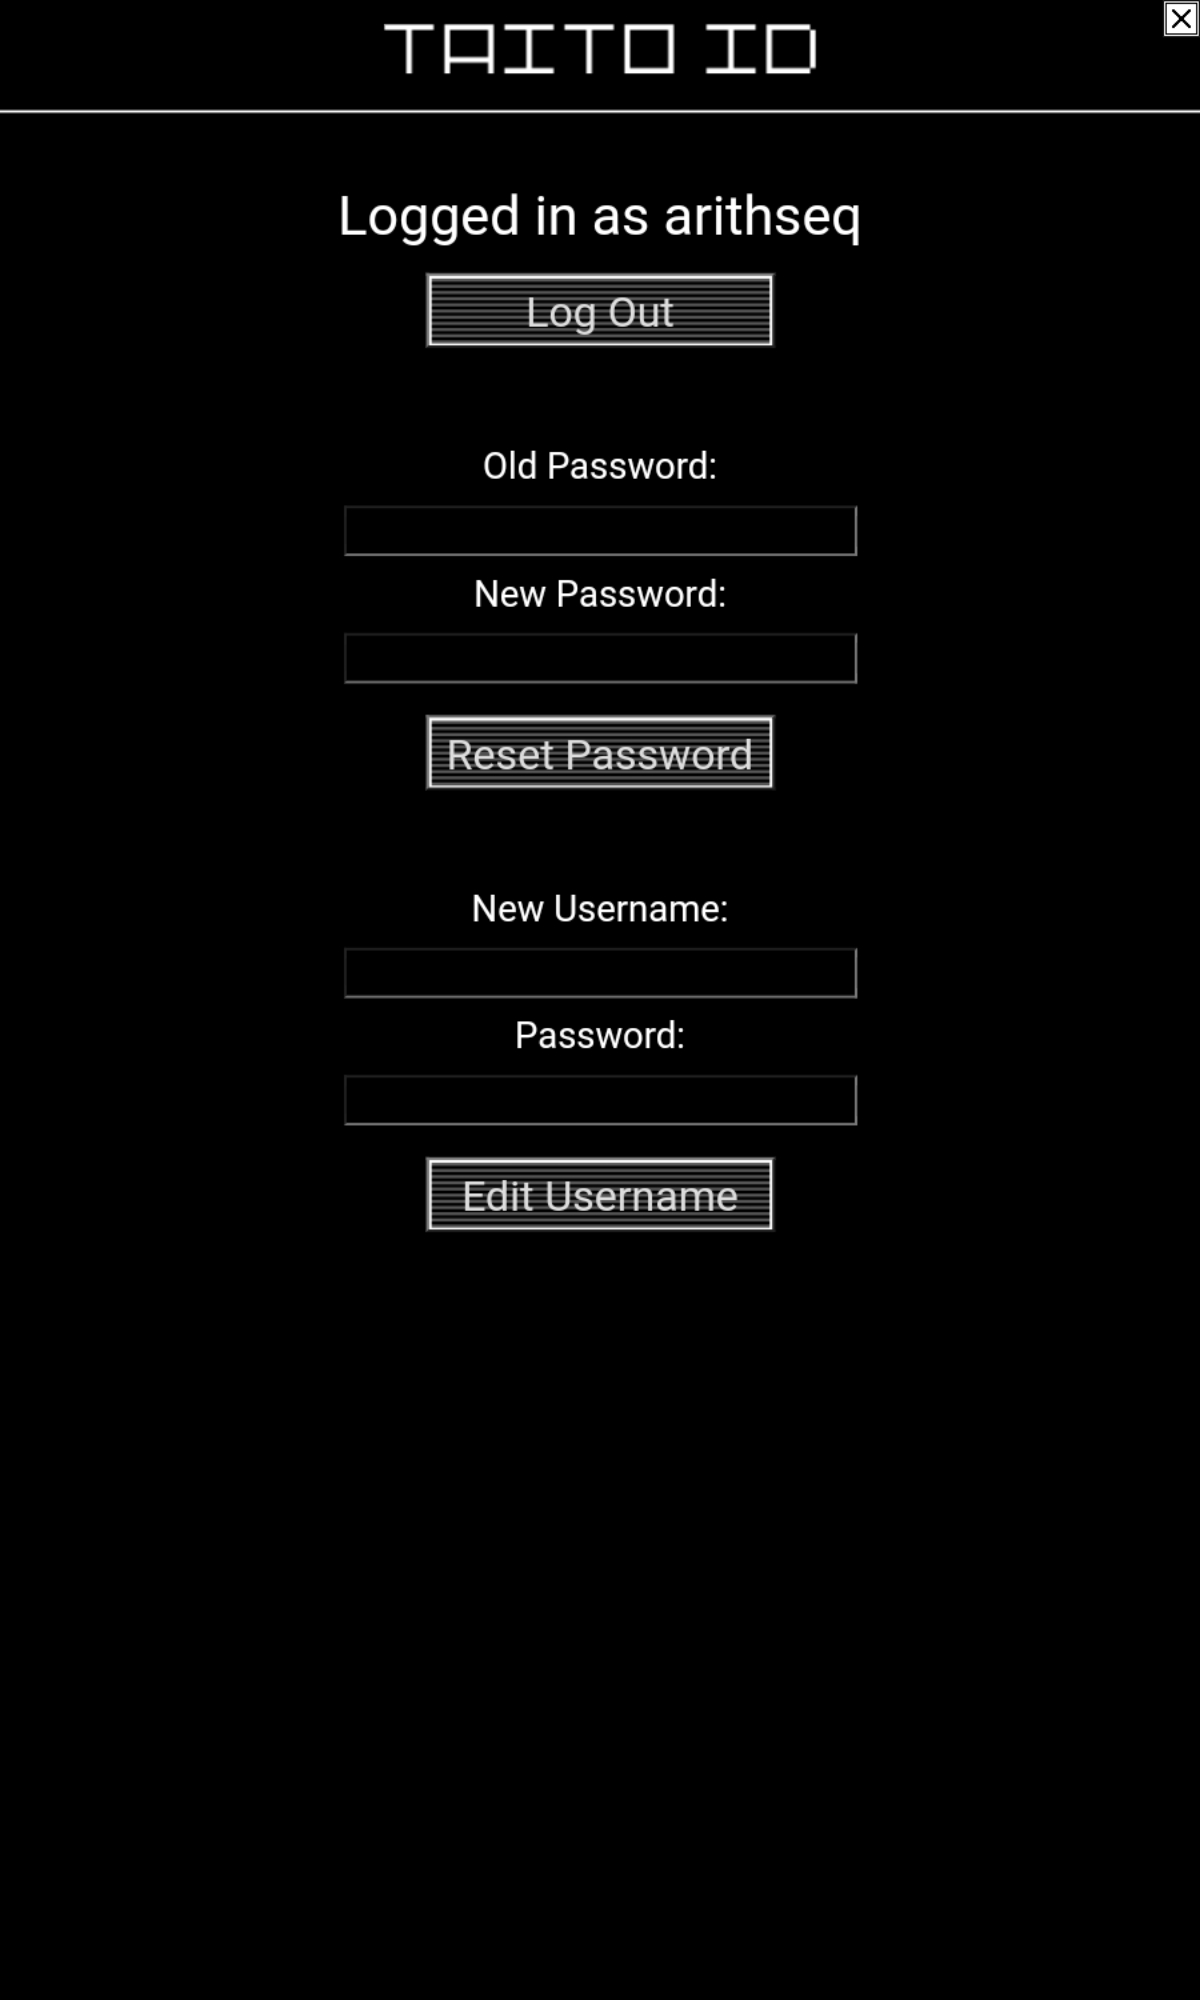 TAITO ID
Logged in as arithseq
Log Out
Old Password:
New Password:
Reset Password
New Username:
Password:
Edit Username